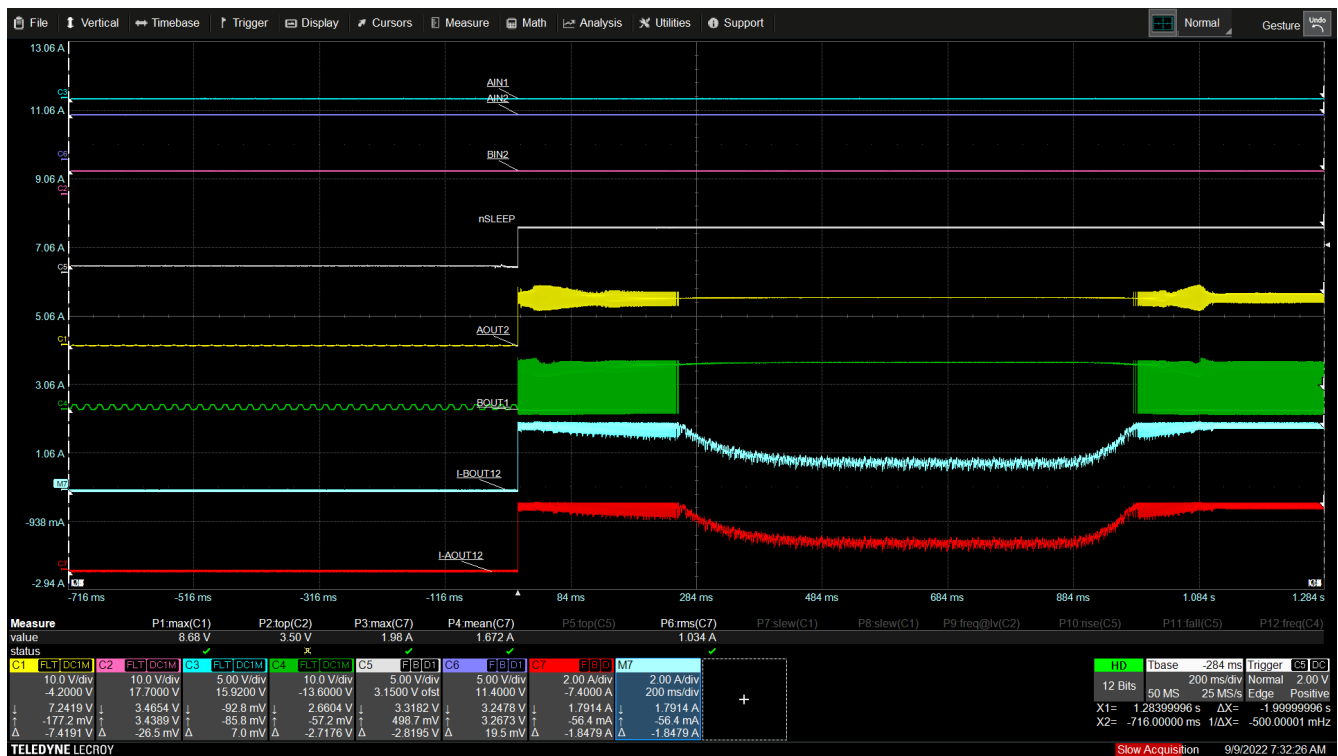 File Vertical Timebase Trigger Display Cursors Measure Math Analysis Utilities Support Normal Gesture Undo
13.06 A
AIN1
C3
AIN2
11.06 A
C6
BIN2
9.06 A
C2
nSLEEP
7.06 A
C5
5.06 A
AOUT2
C1
3.06 A
C4
BOUT1
1.06 A
I-BOUT12
M7
-938 mA
I-AOUT12
C7
-2.94 A
-716 ms -516 ms -316 ms -116 ms 84 ms 284 ms 484 ms 684 ms 884 ms 1.084 s 1.284 s
Measure P1:max(C1) P2:top(C2) P3:max(C7) P4:mean(C7) P5:top(C5) P6:rms(C7) P7:slew(C1) P8:slew(C1) P9:freq@lv(C2) P10:rise(C5) P11:fall(C5) P12:freq(C4)
value 8.68 V 3.50 V 1.98 A 1.672 A 1.034 A
status
C1 FLT DC1M C2 FLT DC1M C3 FLT DC1M C4 FLT DC1M C5 F B D1 C6 F B D1 C7 F B D M7 HD Tbase -284 ms Trigger C5 DC
10.0 V/div 10.0 V/div 5.00 V/div 10.0 V/div 5.00 V/div 5.00 V/div 2.00 A/div 2.00 A/div 12 Bits 200 ms/div Normal 2.00 V
-4.2000 V 17.7000 V 15.9200 V -13.6000 V 3.1500 V ofst 11.4000 V -7.4000 A 200 ms/div 50 MS 25 MS/s Edge Positive
↓ 7.2419 V ↓ 3.4654 V ↓ -92.8 mV ↓ 2.6604 V ↓ 3.3182 V ↓ 3.2478 V ↓ 1.7914 A ↓ 1.7914 A X1= 1.28399996 s ΔX= -1.99999996 s
↑ -177.2 mV ↑ 3.4389 V ↑ -85.8 mV ↑ -57.2 mV ↑ 498.7 mV ↑ 3.2673 V ↑ -56.4 mA ↑ -56.4 mA X2= -716.00000 ms 1/ΔX= -500.00001 mHz
Δ -7.4191 V Δ -26.5 mV Δ 7.0 mV Δ -2.7176 V Δ -2.8195 V Δ 19.5 mV Δ -1.8479 A Δ -1.8479 A
TELEDYNE LECROY Slow Acquisition 9/9/2022 7:32:26 AM